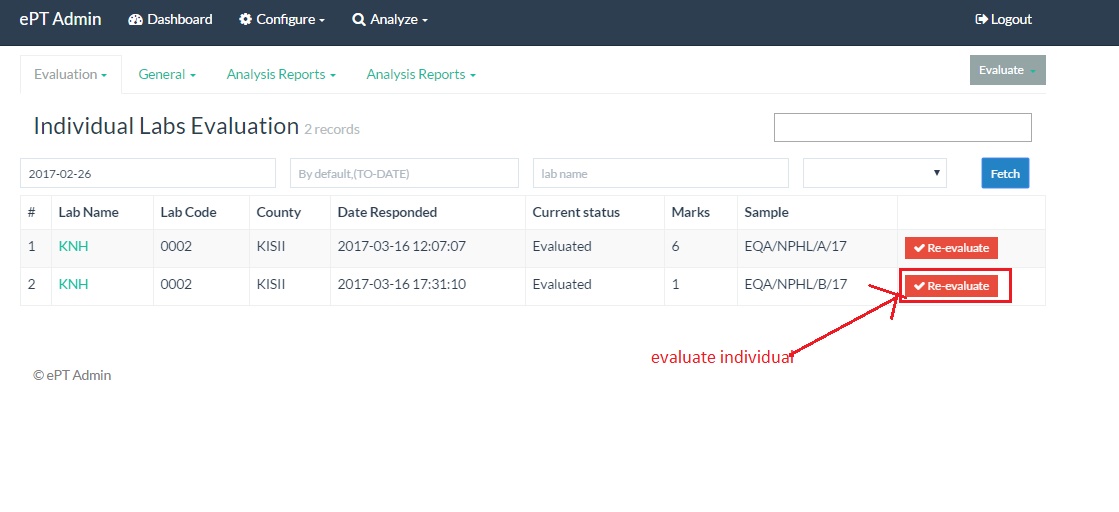 ePT Admin Dashboard Configure Analyze Logout
Evaluation General Analysis Reports Analysis Reports Evaluate
Individual Labs Evaluation 2 records
2017-02-26 By default,(TO-DATE) lab name Fetch
# Lab Name Lab Code County Date Responded Current status Marks Sample
1 KNH 0002 KISII 2017-03-16 12:07:07 Evaluated 6 EQA/NPHL/A/17 Re-evaluate
2 KNH 0002 KISII 2017-03-16 17:31:10 Evaluated 1 EQA/NPHL/B/17 Re-evaluate
evaluate individual
© ePT Admin